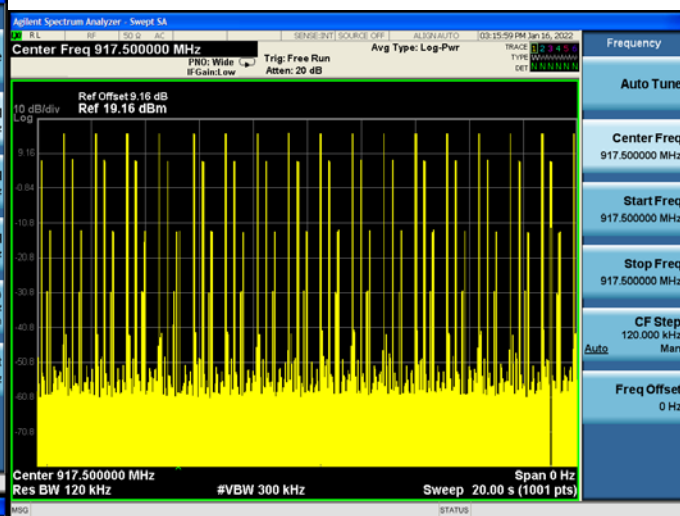 Agilent Spectrum Analyzer - Swept SA
RL RF 50 Ω AC SENSE:INT SOURCE OFF ALIGN AUTO 03:15:59 PM Jan 16, 2022
Center Freq 917.500000 MHz
PNO: Wide
IFGain:Low
Trig: Free Run
Atten: 20 dB
Avg Type: Log-Pwr
TRACE 1 2 3 4 5 6
TYPE W
DET N N N N N N
Ref Offset 9.16 dB
10 dB/div Ref 19.16 dBm
Log
9.16
-0.84
-10.8
-20.8
-30.8
-40.8
-50.8
-60.8
-70.8
Center 917.500000 MHz Span 0 Hz
Res BW 120 kHz #VBW 300 kHz Sweep 20.00 s (1001 pts)
MSG STATUS
Frequency
Auto Tune
Center Freq
917.500000 MHz
Start Freq
917.500000 MHz
Stop Freq
917.500000 MHz
CF Step
120.000 kHz
Auto Man
Freq Offset
0 Hz